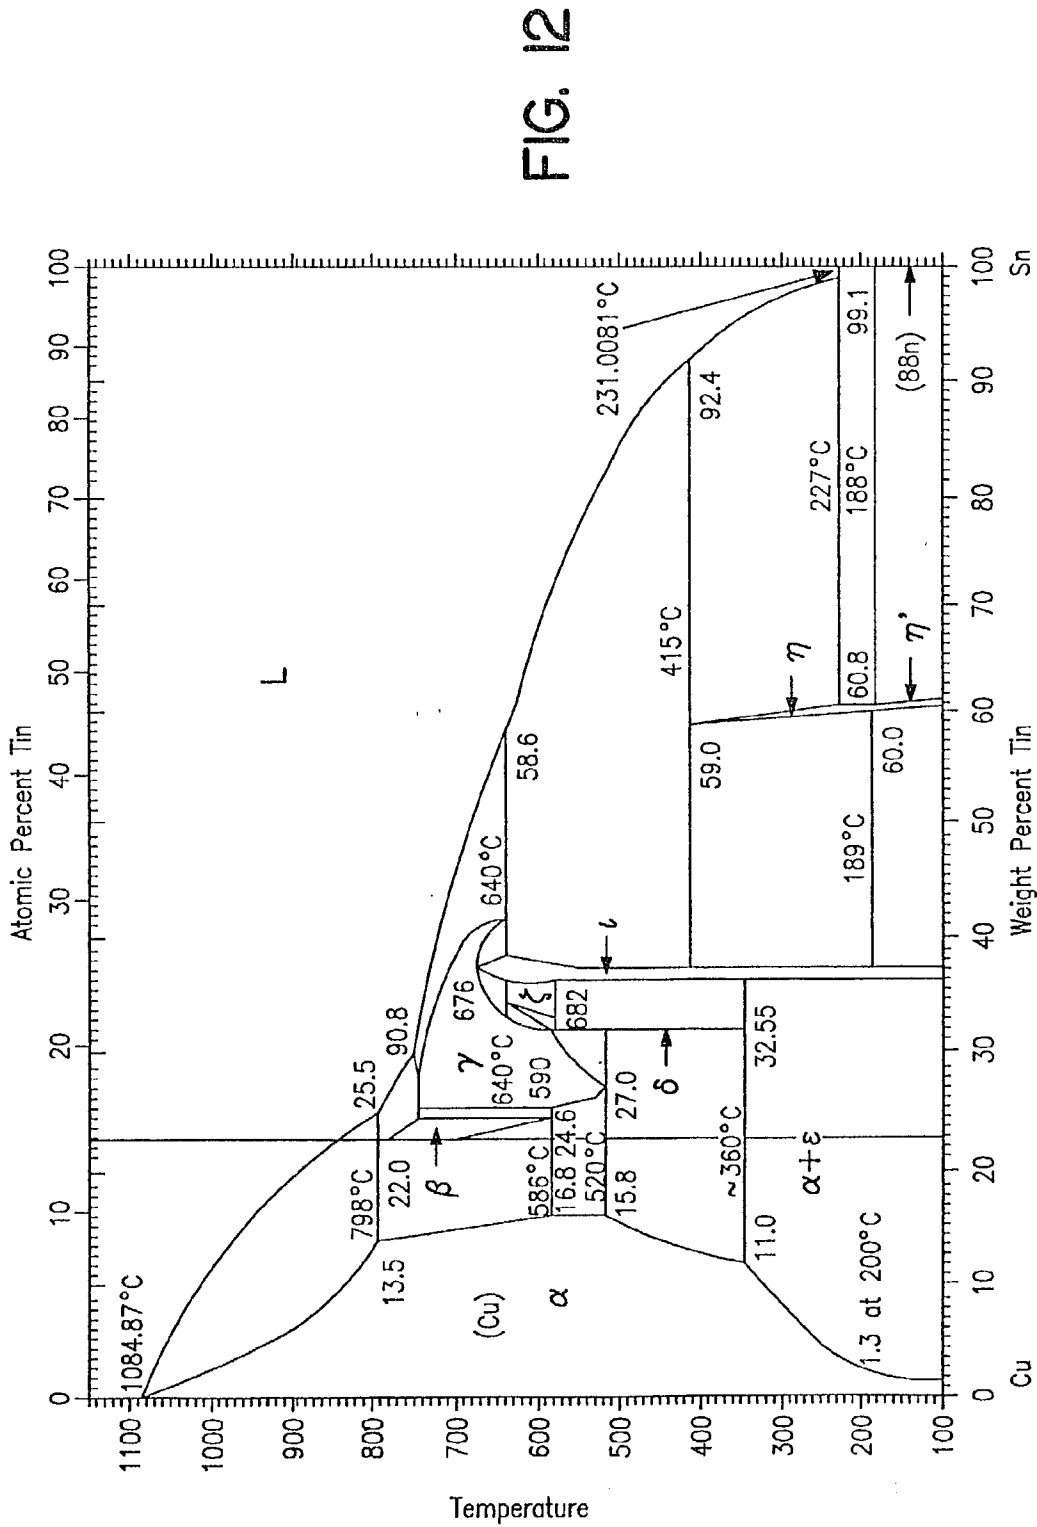 FIG. 12
Atomic Percent Tin
0 10 20 30 40 50 60 70 80 90 100
Temperature
1100
1000
900
800
700
600
500
400
300
200
100
1084.87°C
L
798°C
25.5
90.8
13.5
22.0
β
γ
676
640°C
640°C
58.6
590
ζ
586°C
16.8
24.6
682
ι
520°C
15.8
27.0
δ
(Cu)
α
415°C
92.4
231.0081°C
59.0
~360°C
11.0
32.55
α+ε
η
227°C
188°C
60.8
99.1
189°C
60.0
η'
(88n)
1.3 at 200°C
0 10 20 30 40 50 60 70 80 90 100
Cu
Weight Percent Tin
Sn